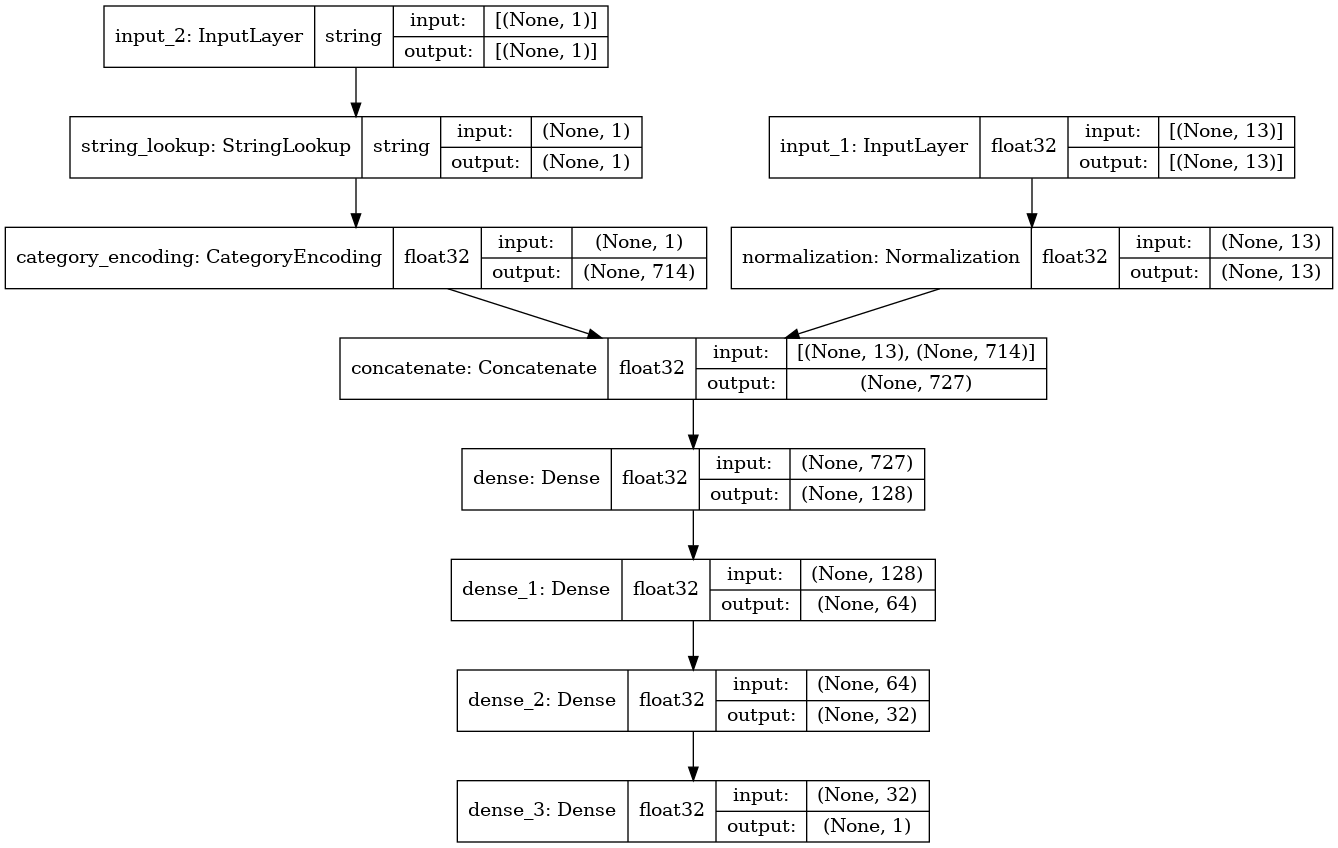 input_2: InputLayer string input: [(None, 1)]
output: [(None, 1)]
string_lookup: StringLookup string input: (None, 1)
output: (None, 1)
input_1: InputLayer float32 input: [(None, 13)]
output: [(None, 13)]
category_encoding: CategoryEncoding float32 input: (None, 1)
output: (None, 714)
normalization: Normalization float32 input: (None, 13)
output: (None, 13)
concatenate: Concatenate float32 input: [(None, 13), (None, 714)]
output: (None, 727)
dense: Dense float32 input: (None, 727)
output: (None, 128)
dense_1: Dense float32 input: (None, 128)
output: (None, 64)
dense_2: Dense float32 input: (None, 64)
output: (None, 32)
dense_3: Dense float32 input: (None, 32)
output: (None, 1)